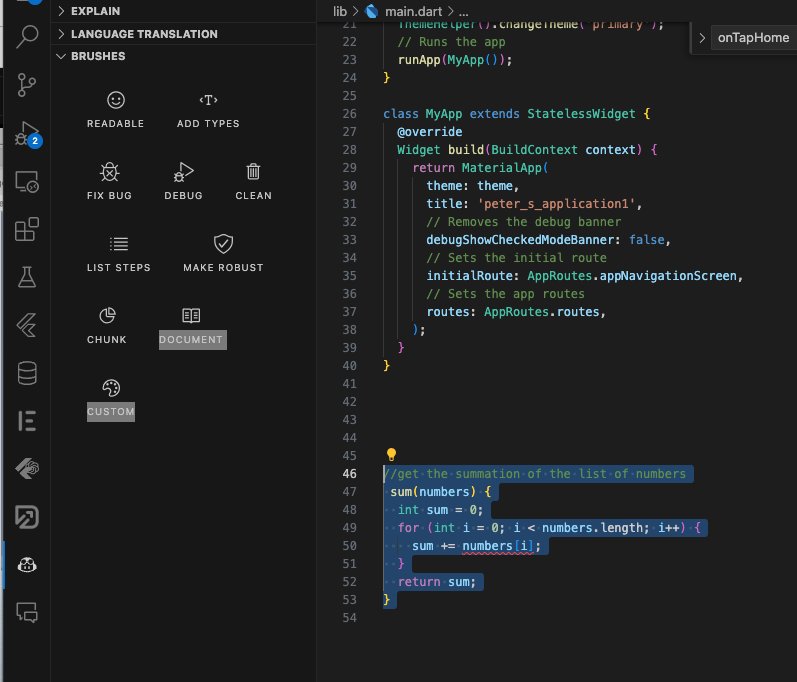 EXPLAIN
LANGUAGE TRANSLATION
BRUSHES
READABLE
ADD TYPES
FIX BUG
DEBUG
CLEAN
LIST STEPS
MAKE ROBUST
CHUNK
DOCUMENT
CUSTOM
2
lib > main.dart > ...
onTapHome
21 ThemeHelper().changeTheme('primary');
22 // Runs the app
23 runApp(MyApp());
24 }
25
26 class MyApp extends StatelessWidget {
27 @override
28 Widget build(BuildContext context) {
29 return MaterialApp(
30 theme: theme,
31 title: 'peter_s_application1',
32 // Removes the debug banner
33 debugShowCheckedModeBanner: false,
34 // Sets the initial route
35 initialRoute: AppRoutes.appNavigationScreen,
36 // Sets the app routes
37 routes: AppRoutes.routes,
38 );
39 }
40 }
41
42
43
44
45
46 //get the summation of the list of numbers
47 sum(numbers) {
48 int sum = 0;
49 for (int i = 0; i < numbers.length; i++) {
50 sum += numbers[i];
51 }
52 return sum;
53 }
54